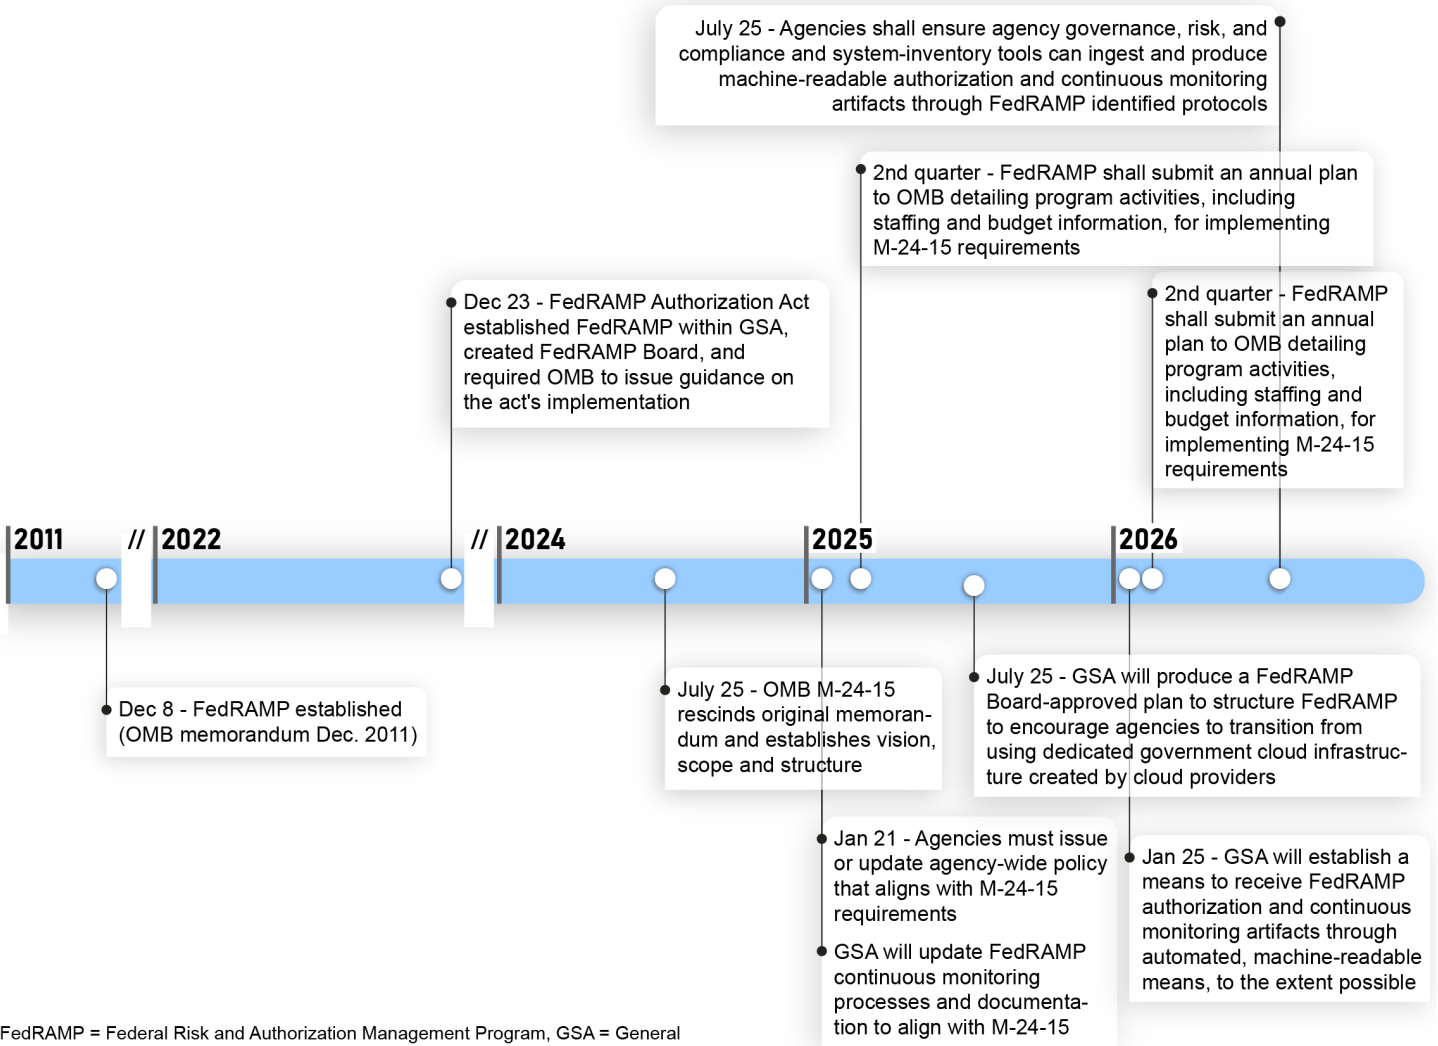 July 25 - Agencies shall ensure agency governance, risk, and
compliance and system-inventory tools can ingest and produce
machine-readable authorization and continuous monitoring
artifacts through FedRAMP identified protocols
2nd quarter - FedRAMP shall submit an annual plan
to OMB detailing program activities, including
staffing and budget information, for implementing
M-24-15 requirements
2nd quarter - FedRAMP
shall submit an annual
plan to OMB detailing
program activities,
including staffing and
budget information, for
implementing M-24-15
requirements
Dec 23 - FedRAMP Authorization Act
established FedRAMP within GSA,
created FedRAMP Board, and
required OMB to issue guidance on
the act's implementation
2011 // 2022 // 2024 2025 2026
Dec 8 - FedRAMP established
(OMB memorandum Dec. 2011)
July 25 - OMB M-24-15
rescinds original memoran-
dum and establishes vision,
scope and structure
July 25 - GSA will produce a FedRAMP
Board-approved plan to structure FedRAMP
to encourage agencies to transition from
using dedicated government cloud infrastruc-
ture created by cloud providers
Jan 21 - Agencies must issue
or update agency-wide policy
that aligns with M-24-15
requirements
GSA will update FedRAMP
continuous monitoring
processes and documenta-
tion to align with M-24-15
Jan 25 - GSA will establish a
means to receive FedRAMP
authorization and continuous
monitoring artifacts through
automated, machine-readable
means, to the extent possible
FedRAMP = Federal Risk and Authorization Management Program, GSA = General